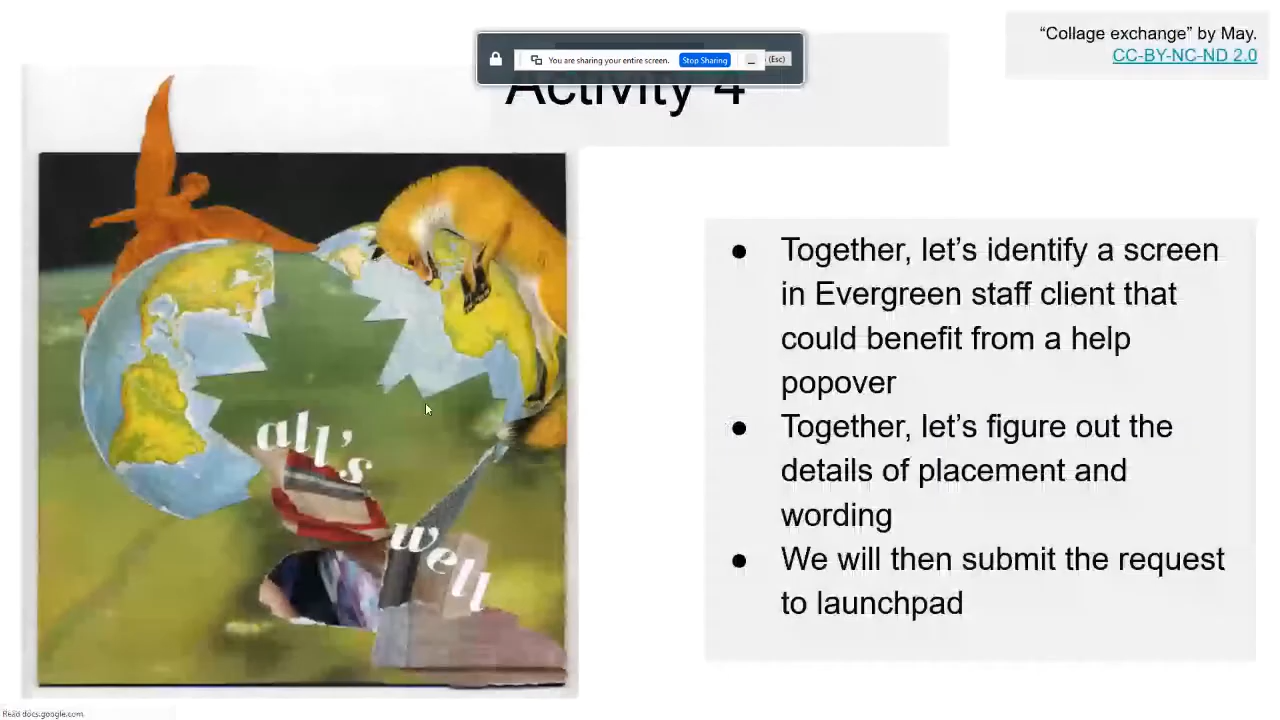 “Collage exchange” by May.
CC-BY-NC-ND 2.0
You are sharing your entire screen. Stop Sharing (Esc)
Activity 4
all's
well
● Together, let’s identify a screen
in Evergreen staff client that
could benefit from a help
popover
● Together, let’s figure out the
details of placement and
wording
● We will then submit the request
to launchpad
Read docs.google.com